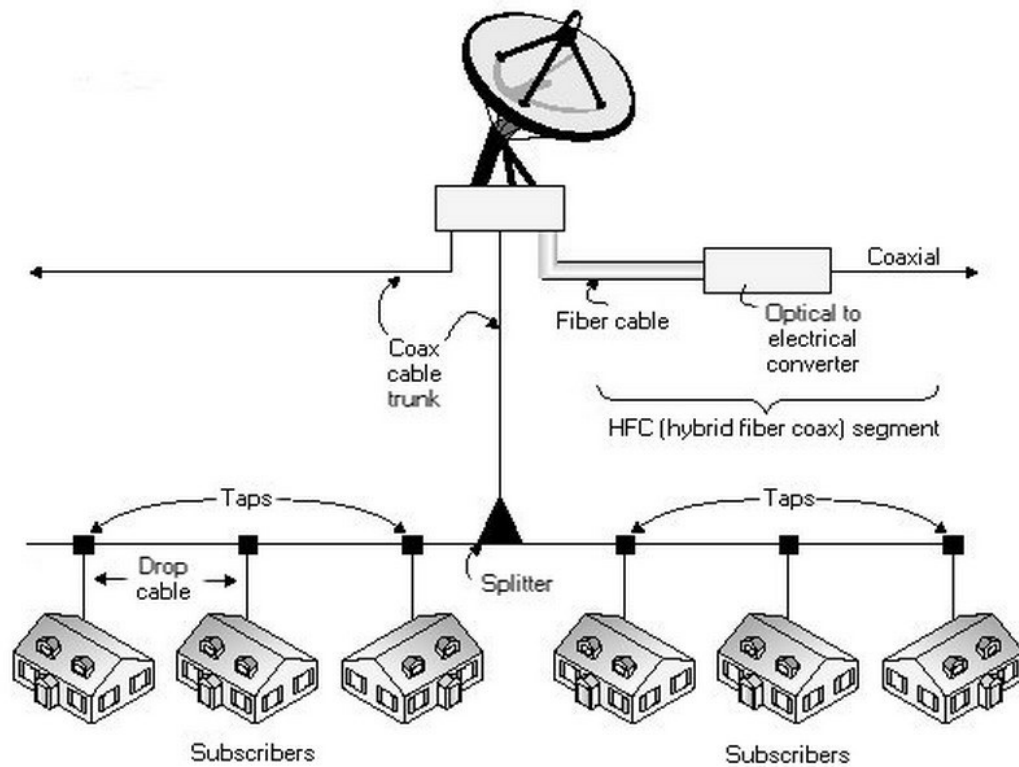 Coaxial
Fiber cable
Optical to
electrical
converter
Coax
cable
trunk
HFC (hybrid fiber coax) segment
Taps
Taps
Drop
cable
Splitter
Subscribers
Subscribers